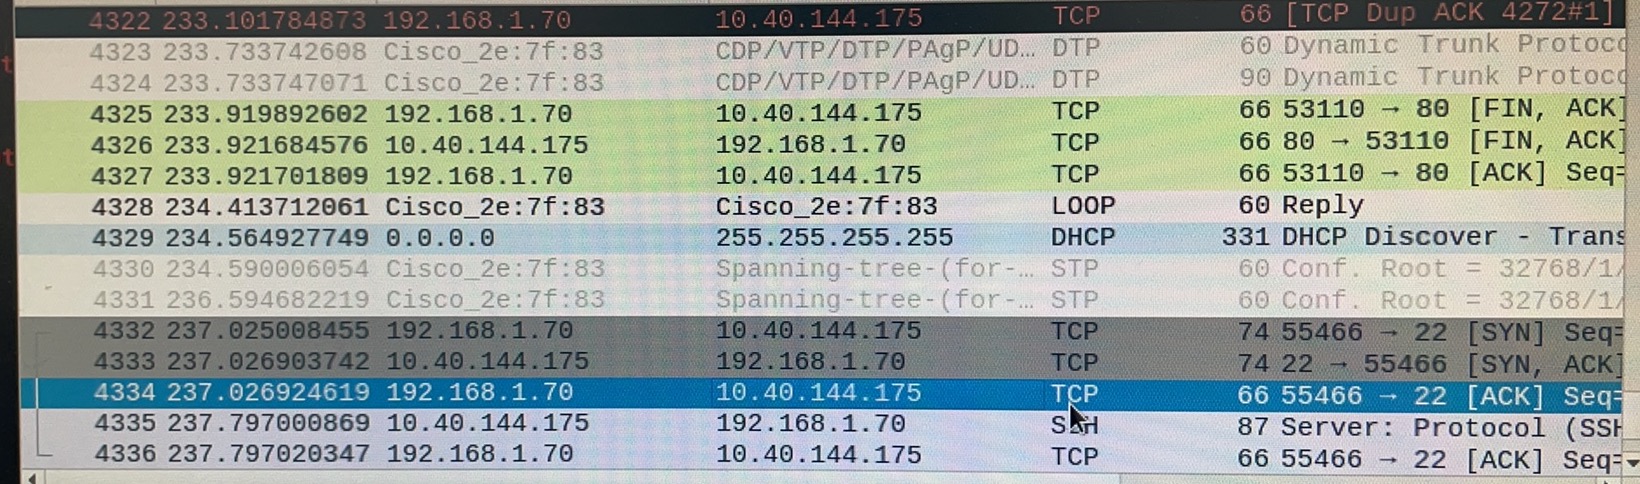 4322 233.101784873 192.168.1.70 10.40.144.175 TCP 66 [TCP Dup ACK 4272#1]
4323 233.733742608 Cisco_2e:7f:83 CDP/VTP/DTP/PAgP/UD… DTP 60 Dynamic Trunk Protoco
4324 233.733747071 Cisco_2e:7f:83 CDP/VTP/DTP/PAgP/UD… DTP 90 Dynamic Trunk Protoco
4325 233.919892602 192.168.1.70 10.40.144.175 TCP 66 53110 → 80 [FIN, ACK]
4326 233.921684576 10.40.144.175 192.168.1.70 TCP 66 80 → 53110 [FIN, ACK]
4327 233.921701809 192.168.1.70 10.40.144.175 TCP 66 53110 → 80 [ACK] Seq=
4328 234.413712061 Cisco_2e:7f:83 Cisco_2e:7f:83 LOOP 60 Reply
4329 234.564927749 0.0.0.0 255.255.255.255 DHCP 331 DHCP Discover - Trans
4330 234.590006054 Cisco_2e:7f:83 Spanning-tree-(for-… STP 60 Conf. Root = 32768/1/
4331 236.594682219 Cisco_2e:7f:83 Spanning-tree-(for-… STP 60 Conf. Root = 32768/1/
4332 237.025008455 192.168.1.70 10.40.144.175 TCP 74 55466 → 22 [SYN] Seq=
4333 237.026903742 10.40.144.175 192.168.1.70 TCP 74 22 → 55466 [SYN, ACK]
4334 237.026924619 192.168.1.70 10.40.144.175 TCP 66 55466 → 22 [ACK] Seq=
4335 237.797000869 10.40.144.175 192.168.1.70 SSH 87 Server: Protocol (SSH
4336 237.797020347 192.168.1.70 10.40.144.175 TCP 66 55466 → 22 [ACK] Seq=